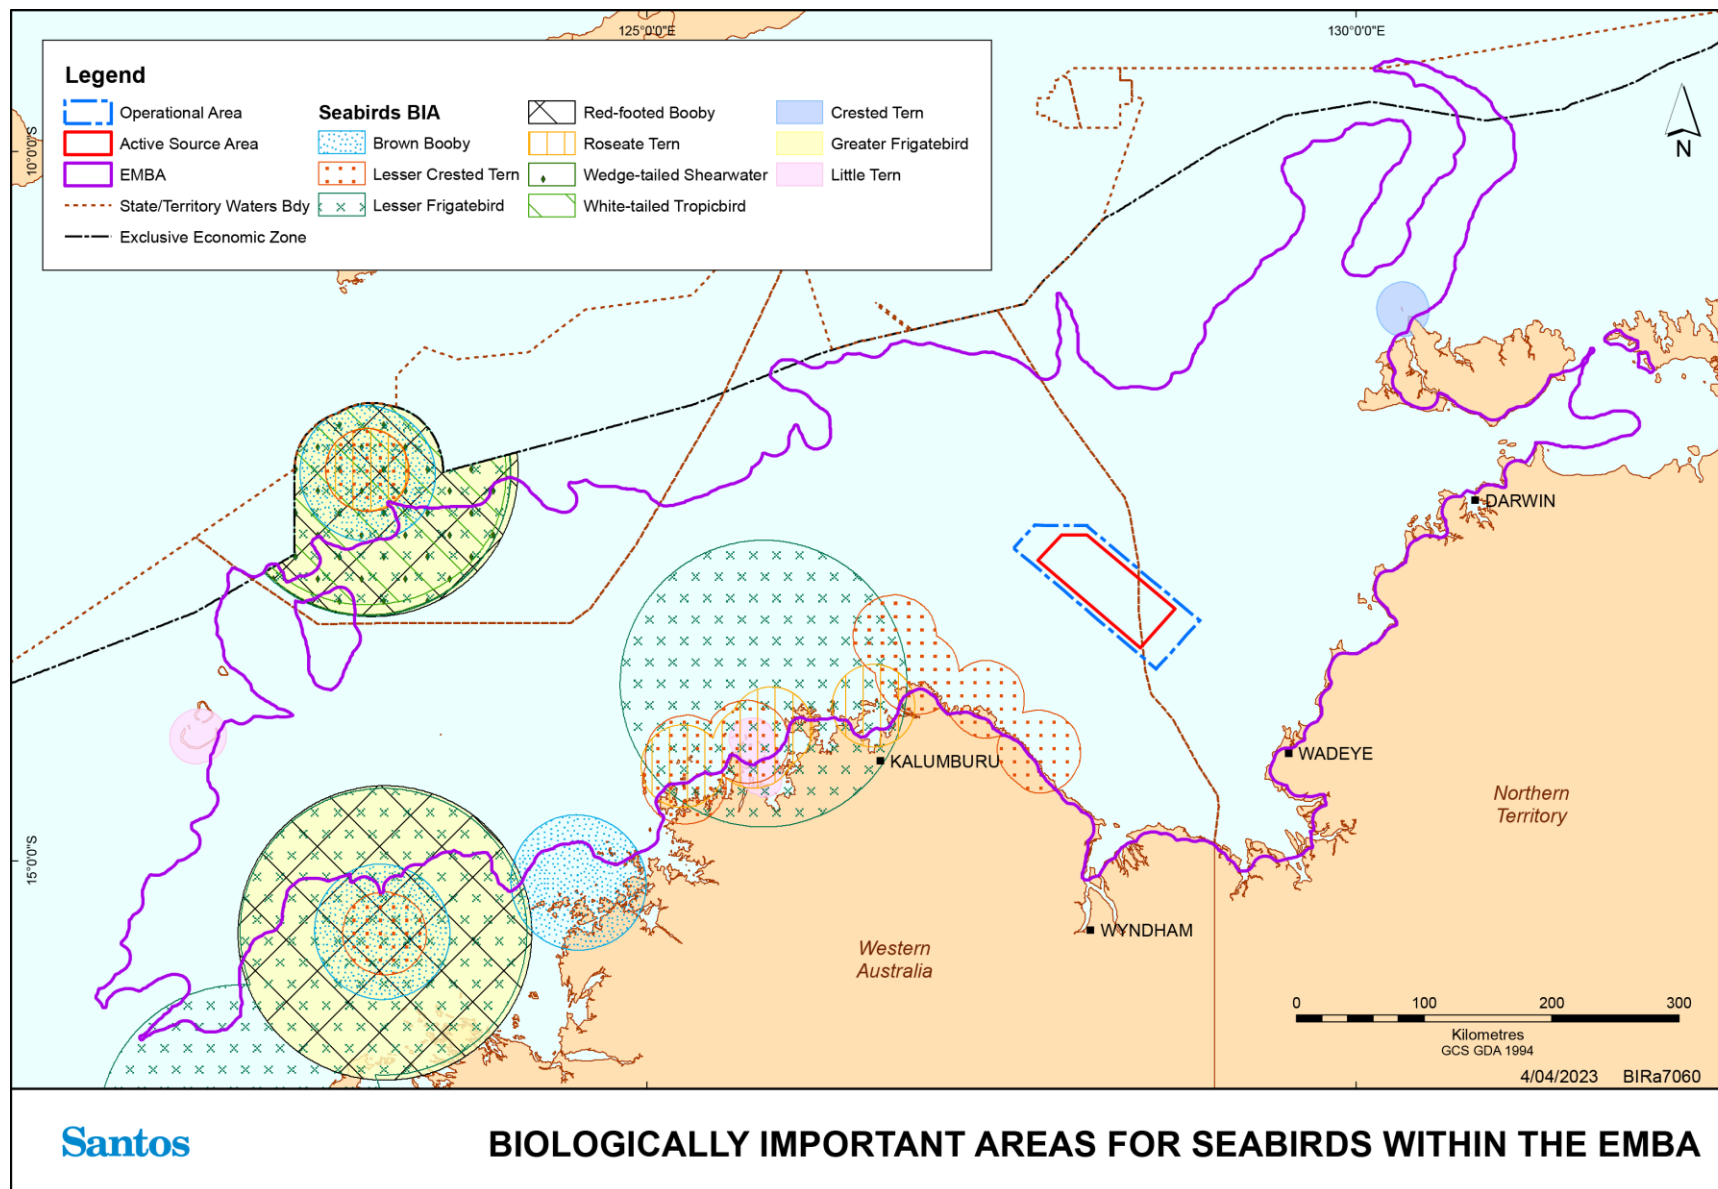 125°0'0"E
130°0'0"E
10°0'0"S
15°0'0"S
Legend
Operational Area
Active Source Area
EMBA
State/Territory Waters Bdy
Exclusive Economic Zone
Seabirds BIA
Brown Booby
Lesser Crested Tern
Lesser Frigatebird
Red-footed Booby
Roseate Tern
Wedge-tailed Shearwater
White-tailed Tropicbird
Crested Tern
Greater Frigatebird
Little Tern
N
DARWIN
KALUMBURU
WADEYE
Northern
Territory
WYNDHAM
Western
Australia
0 100 200 300
Kilometres
GCS GDA 1994
4/04/2023 BIRa7060
Santos
BIOLOGICALLY IMPORTANT AREAS FOR SEABIRDS WITHIN THE EMBA